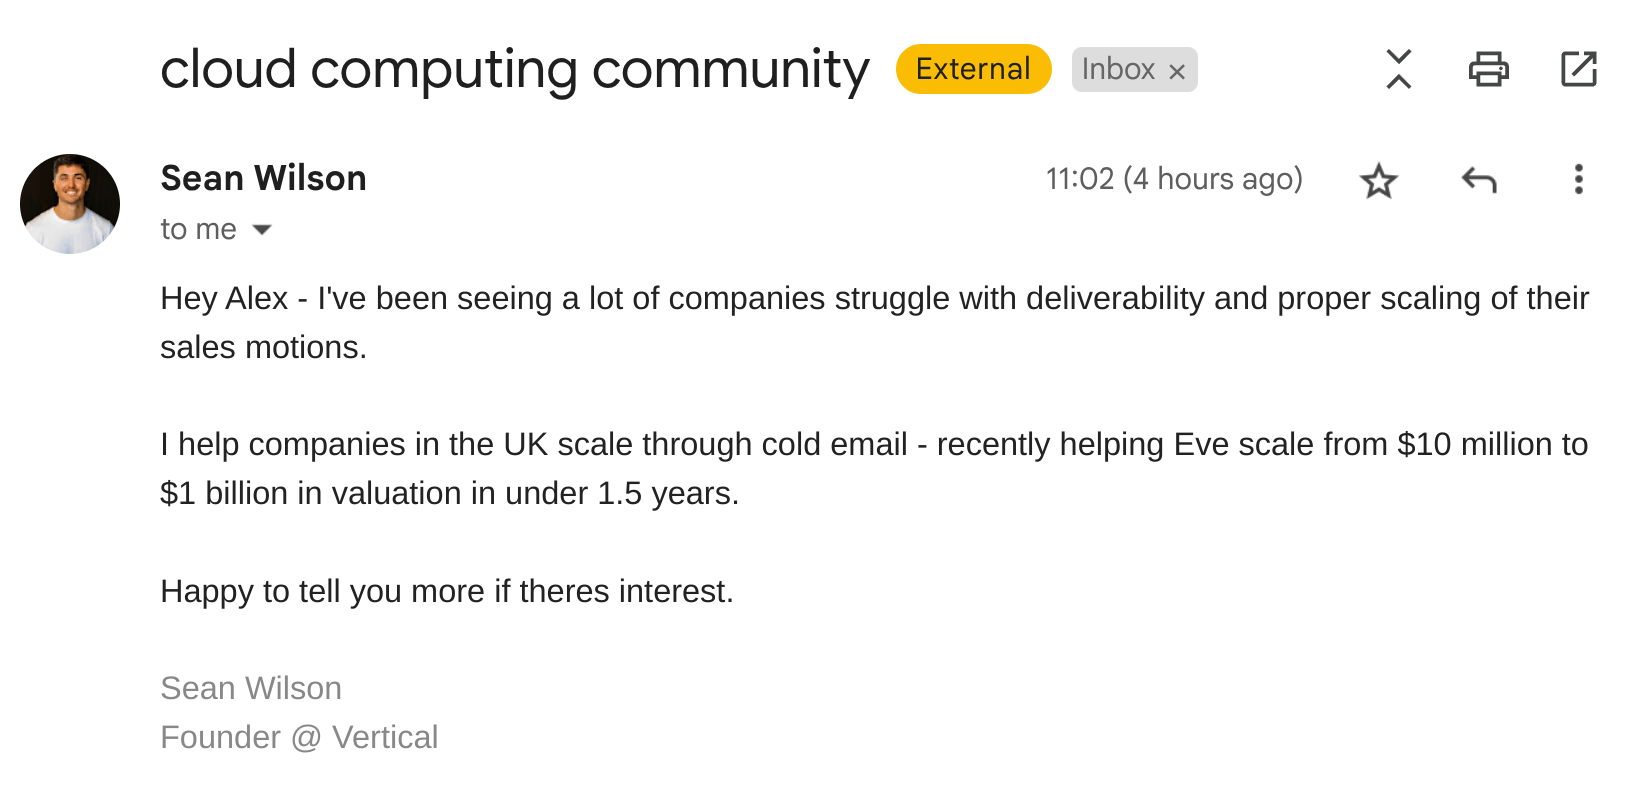 cloud computing community External Inbox ×
Sean Wilson 11:02 (4 hours ago)
to me
Hey Alex - I've been seeing a lot of companies struggle with deliverability and proper scaling of their
sales motions.
I help companies in the UK scale through cold email - recently helping Eve scale from $10 million to
$1 billion in valuation in under 1.5 years.
Happy to tell you more if theres interest.
Sean Wilson
Founder @ Vertical